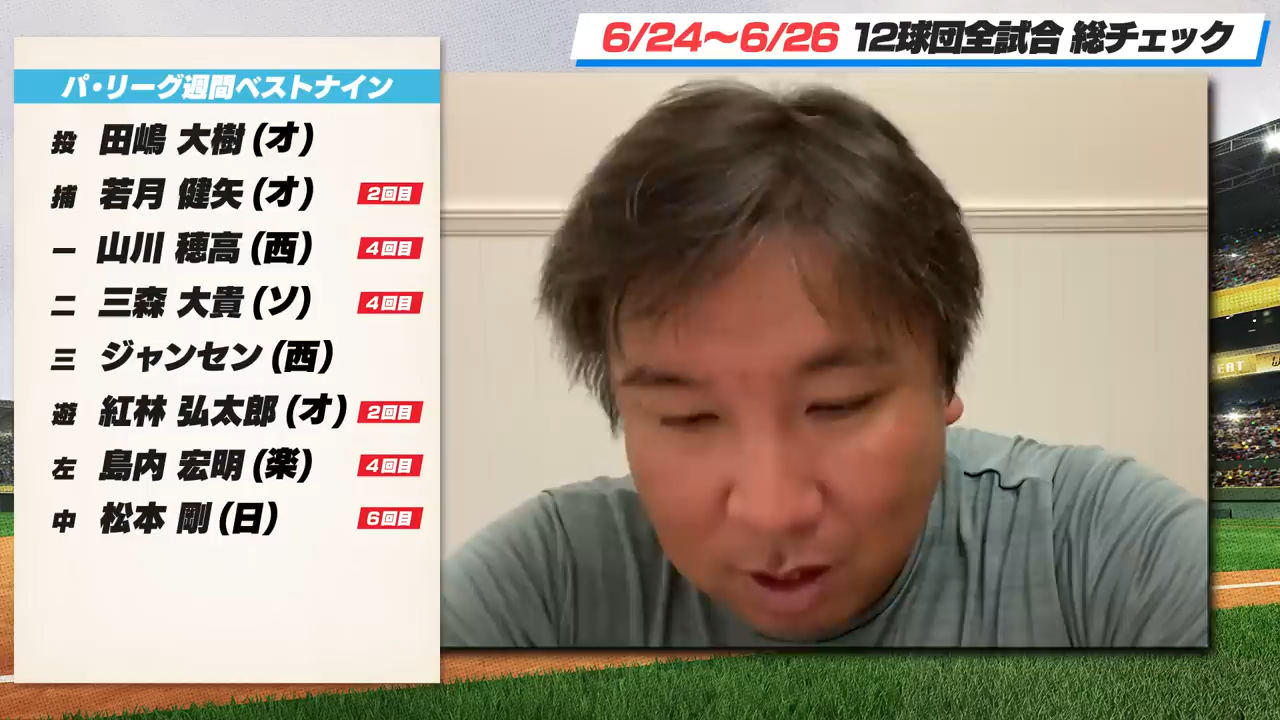 6/24〜6/26 12球団全試合 総チェック
パ・リーグ週間ベストナイン
投 田嶋 大樹 (オ)
捕 若月 健矢 (オ) 2回目
一 山川 穂高 (西) 4回目
二 三森 大貴 (ソ) 4回目
三 ジャンセン (西)
遊 紅林 弘太郎 (オ) 2回目
左 島内 宏明 (楽) 4回目
中 松本 剛 (日) 6回目